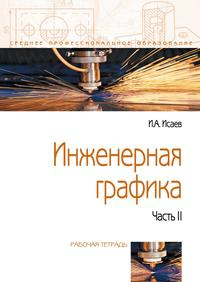 СРЕДНЕЕ ПРОФЕССИОНАЛЬНОЕ ОБРАЗОВАНИЕ
И.А. Исаев
Инженерная
графика
Часть II
РАБОЧАЯ ТЕТРАДЬ